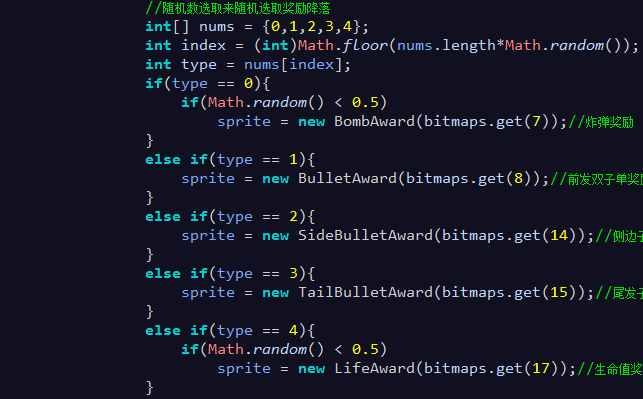 //随机数选取来随机选取奖励降落
int[] nums = {0,1,2,3,4};
int index = (int)Math.floor(nums.length*Math.random());
int type = nums[index];
if(type == 0){
if(Math.random() < 0.5)
sprite = new BombAward(bitmaps.get(7));//炸弹奖励
}
else if(type == 1){
sprite = new BulletAward(bitmaps.get(8));//前发双子单奖
}
else if(type == 2){
sprite = new SideBulletAward(bitmaps.get(14));//侧边子
}
else if(type == 3){
sprite = new TailBulletAward(bitmaps.get(15));//尾发子
}
else if(type == 4){
if(Math.random() < 0.5)
sprite = new LifeAward(bitmaps.get(17));//生命值奖
}